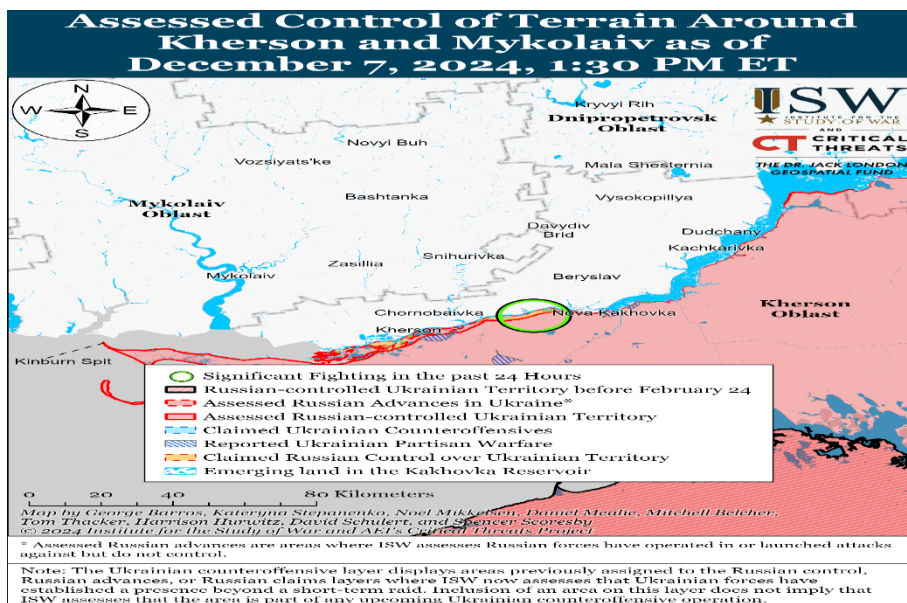 Assessed Control of Terrain Around
Kherson and Mykolaiv as of
December 7, 2024, 1:30 PM ET
N
W E
S
ISW
INSTITUTE FOR THE
STUDY OF WAR
AND
CT CRITICAL
THREATS
THE DR. JACK LONDON
GEOSPATIAL FUND
Kryvyi Rih
Dnipropetrovsk
Oblast
Novyi Buh
Vozsiyats'ke
Mala Shesternia
Bashtanka
Vysokopillya
Mykolaiv
Oblast
Davydiv
Brid
Dudchany
Kachkarivka
Snihurivka
Zasillia
Mykolaiv
Beryslav
Kherson
Oblast
Chornobaivka
Nova Kakhovka
Kherson
Kinburn Spit
Significant Fighting in the past 24 Hours
Russian-controlled Ukrainian Territory before February 24
Assessed Russian Advances in Ukraine*
Assessed Russian-controlled Ukrainian Territory
Claimed Ukrainian Counteroffensives
Reported Ukrainian Partisan Warfare
Claimed Russian Control over Ukrainian Territory
Emerging land in the Kakhovka Reservoir
0 20 40 80 Kilometers
Map by George Barros, Kateryna Stepanenko, Noel Mikkelsen, Daniel Mealie, Mitchell Belcher,
Tom Thacker, Harrison Hurwitz, David Schulert, and Spencer Scoresby
© 2024 Institute for the Study of War and AEI's Critical Threats Project
* Assessed Russian advances are areas where ISW assesses Russian forces have operated in or launched attacks
against but do not control.
Note: The Ukrainian counteroffensive layer displays areas previously assigned to the Russian control,
Russian advances, or Russian claims layers where ISW now assesses that Ukrainian forces have
established a presence beyond a short-term raid. Inclusion of an area on this layer does not imply that
ISW assesses that the area is part of any upcoming Ukrainian counteroffensive operation.